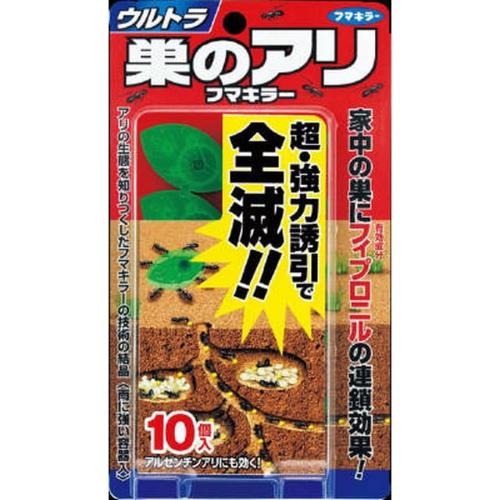 ウルトラ
フマキラー
巣のアリ
フマキラー
家中の巣に有効成分フィプロニルの連鎖効果!
超・強力誘引で
全滅!!
アリの生態を知りつくしたフマキラーの技術の結晶〈雨に強い容器入〉
10個入
アルゼンチンアリにも効く!